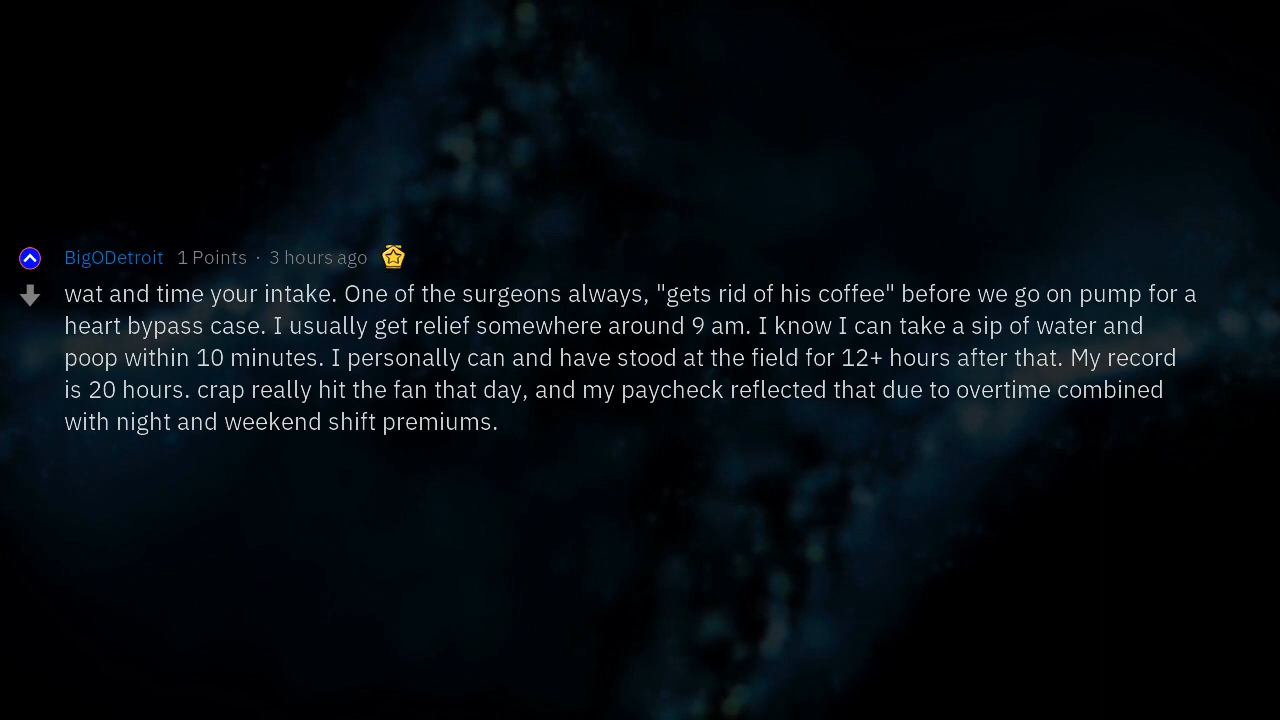 BigODetroit 1 Points · 3 hours ago
wat and time your intake. One of the surgeons always, "gets rid of his coffee" before we go on pump for a
heart bypass case. I usually get relief somewhere around 9 am. I know I can take a sip of water and
poop within 10 minutes. I personally can and have stood at the field for 12+ hours after that. My record
is 20 hours. crap really hit the fan that day, and my paycheck reflected that due to overtime combined
with night and weekend shift premiums.